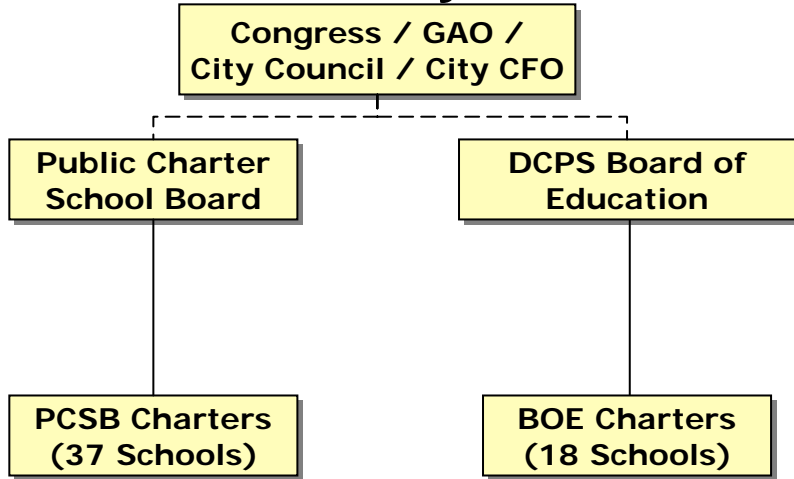 Congress / GAO /
City Council / City CFO
Public Charter
School Board
DCPS Board of
Education
PCSB Charters
(37 Schools)
BOE Charters
(18 Schools)